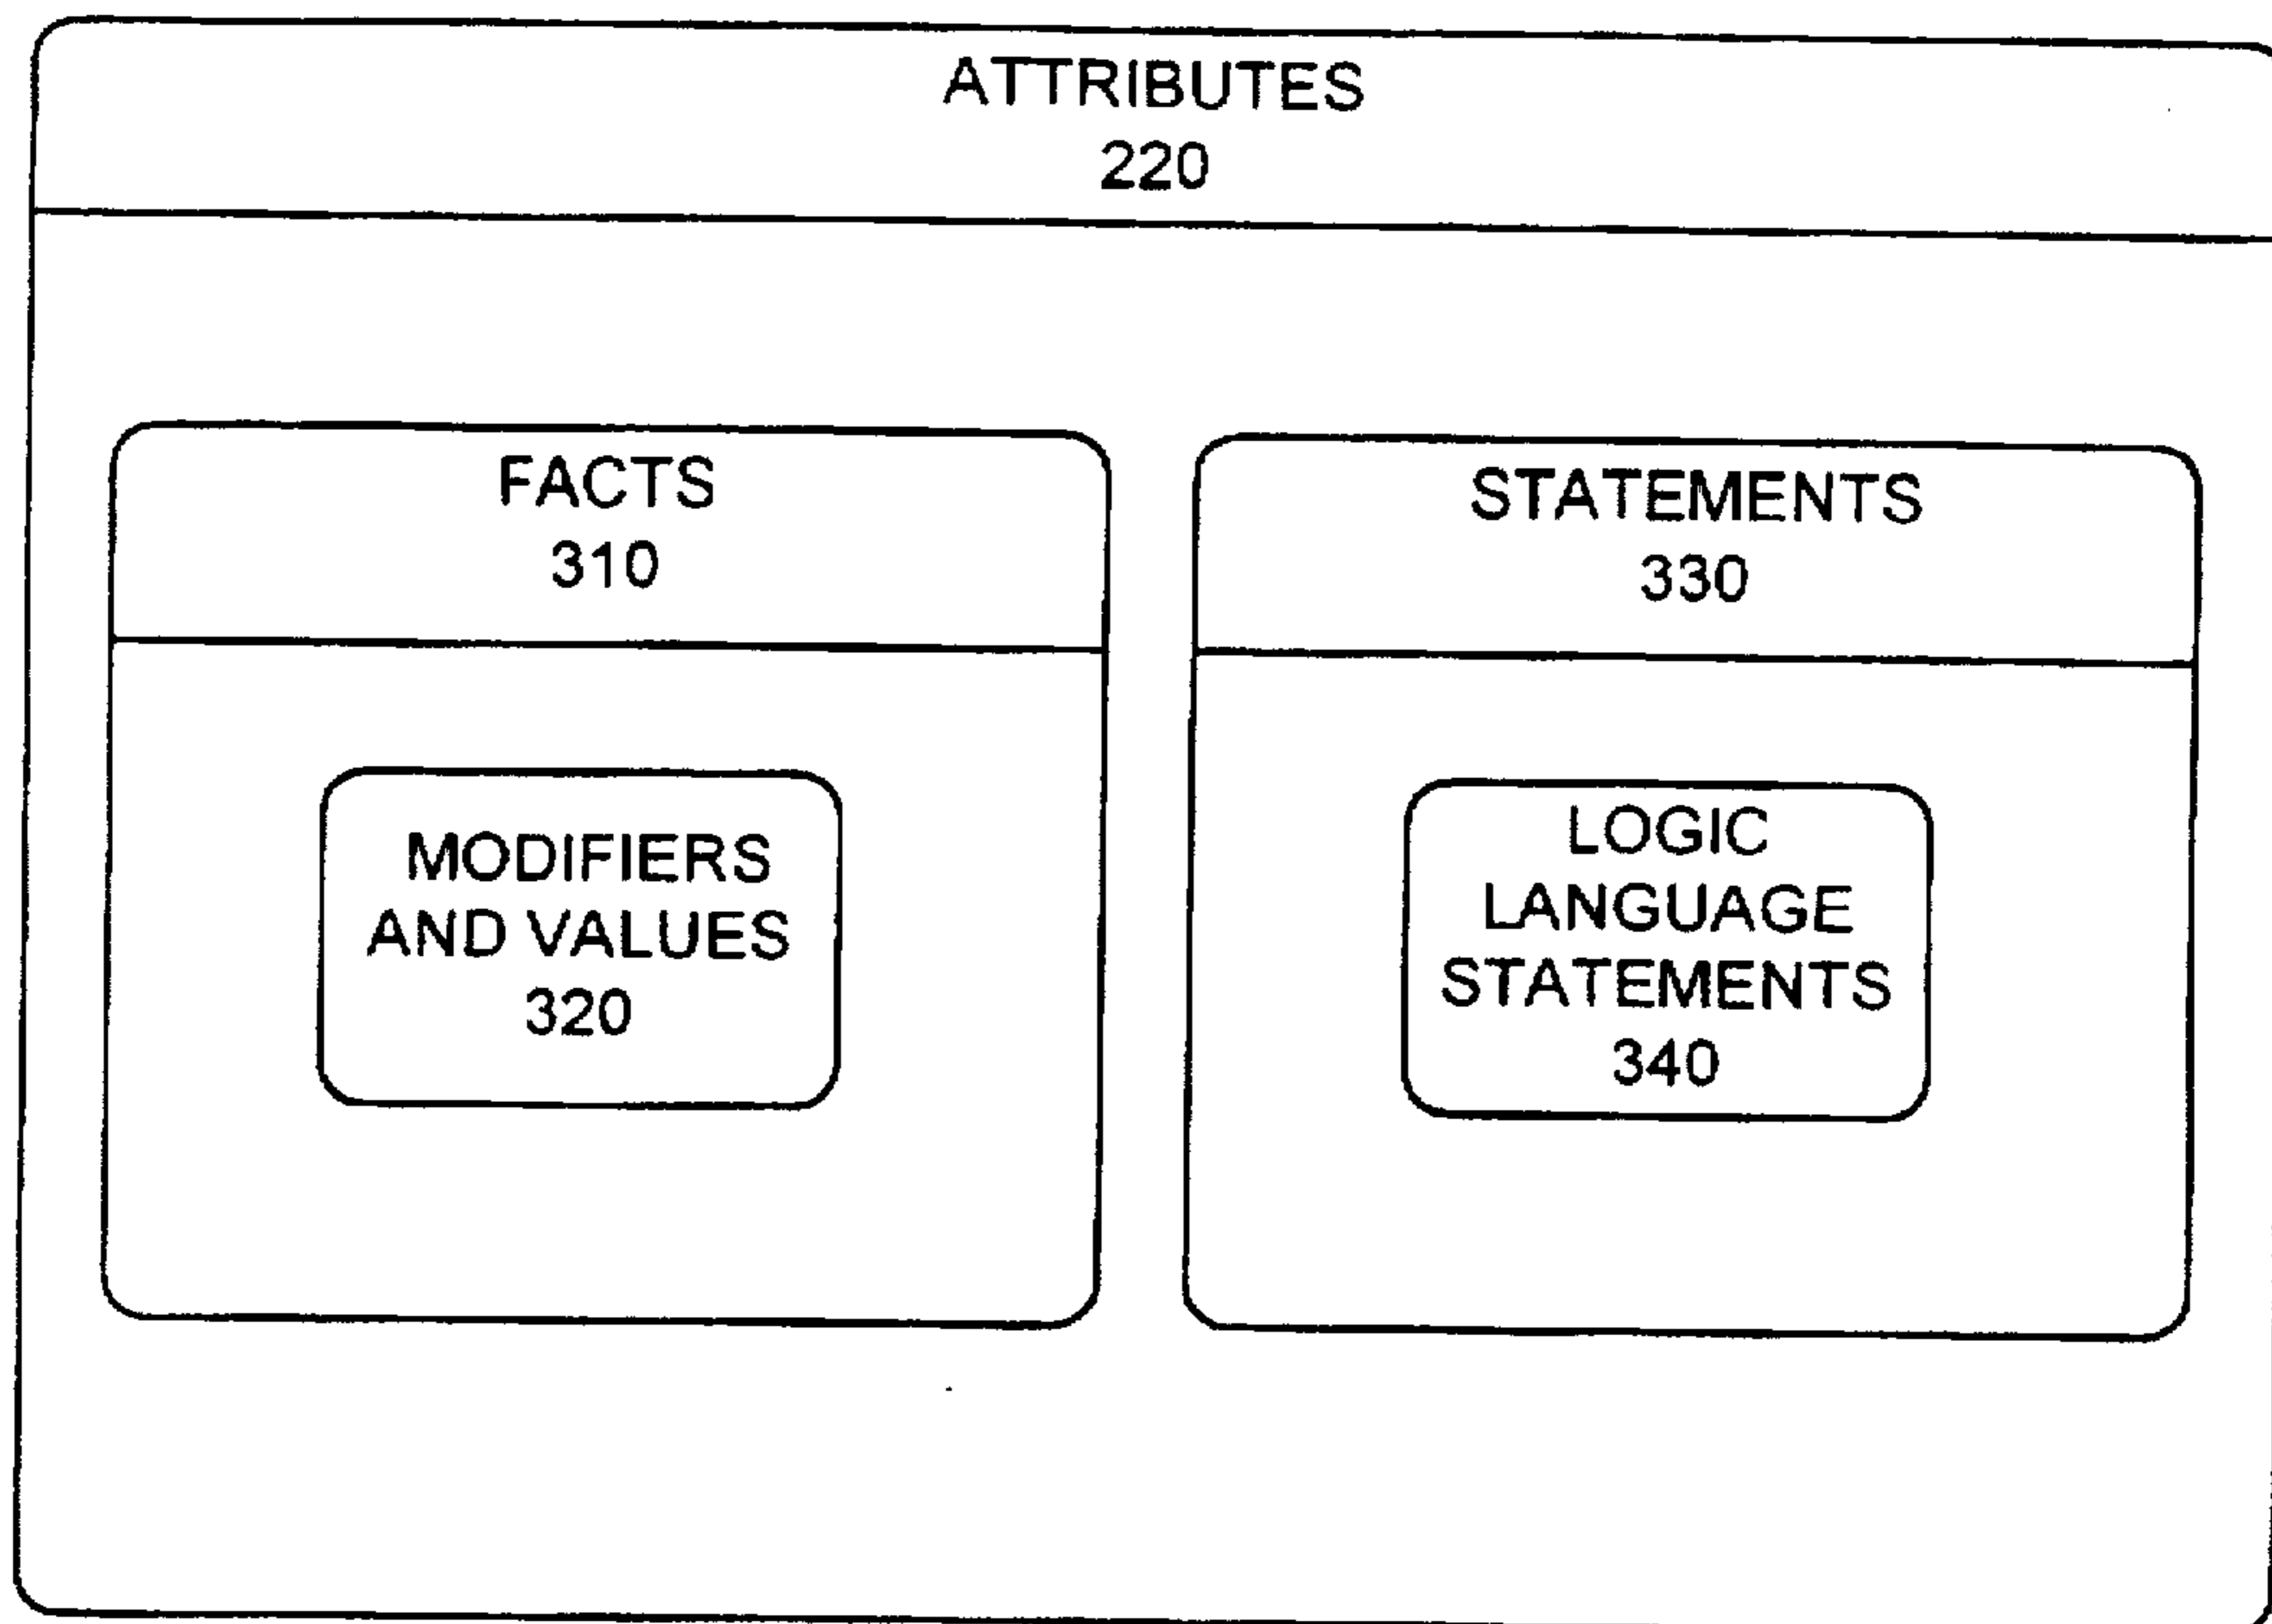 ATTRIBUTES
220
FACTS
310
STATEMENTS
330
MODIFIERS
AND VALUES
320
LOGIC
LANGUAGE
STATEMENTS
340